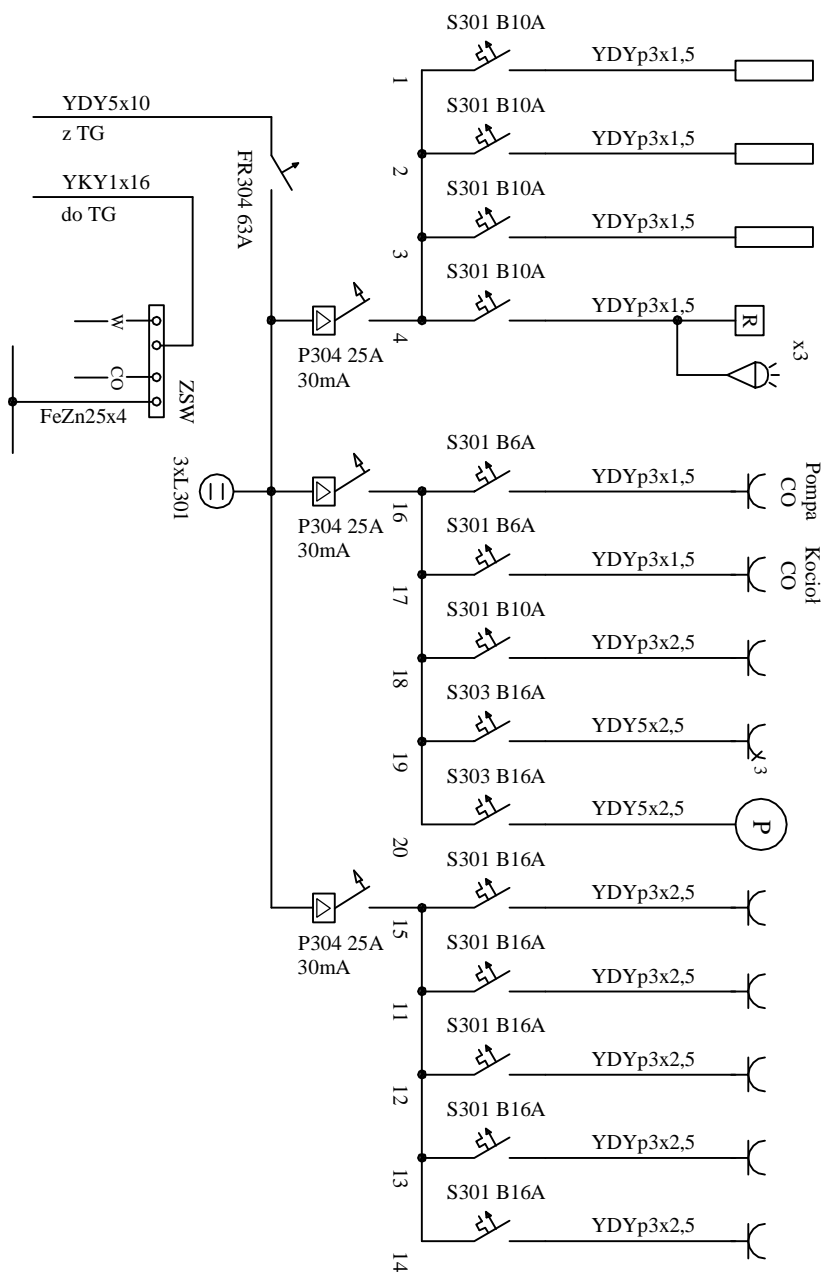 S301 B10A
YDYp3x1,5
1
YDY5x10
z TG
S301 B10A
YDYp3x1,5
2
FR304 63A
YKY1x16
do TG
S301 B10A
YDYp3x1,5
3
S301 B10A
YDYp3x1,5
4
R
x3
P304 25A
30mA
W
CO
ZSW
FeZn25x4
3xL301
P304 25A
30mA
S301 B6A
YDYp3x1,5
16
Pompa
CO
S301 B6A
YDYp3x1,5
17
Kocioł
CO
S301 B10A
YDYp3x2,5
18
S303 B16A
YDY5x2,5
19
3
S303 B16A
YDY5x2,5
20
P
P304 25A
30mA
S301 B16A
YDYp3x2,5
15
S301 B16A
YDYp3x2,5
11
S301 B16A
YDYp3x2,5
12
S301 B16A
YDYp3x2,5
13
S301 B16A
YDYp3x2,5
14